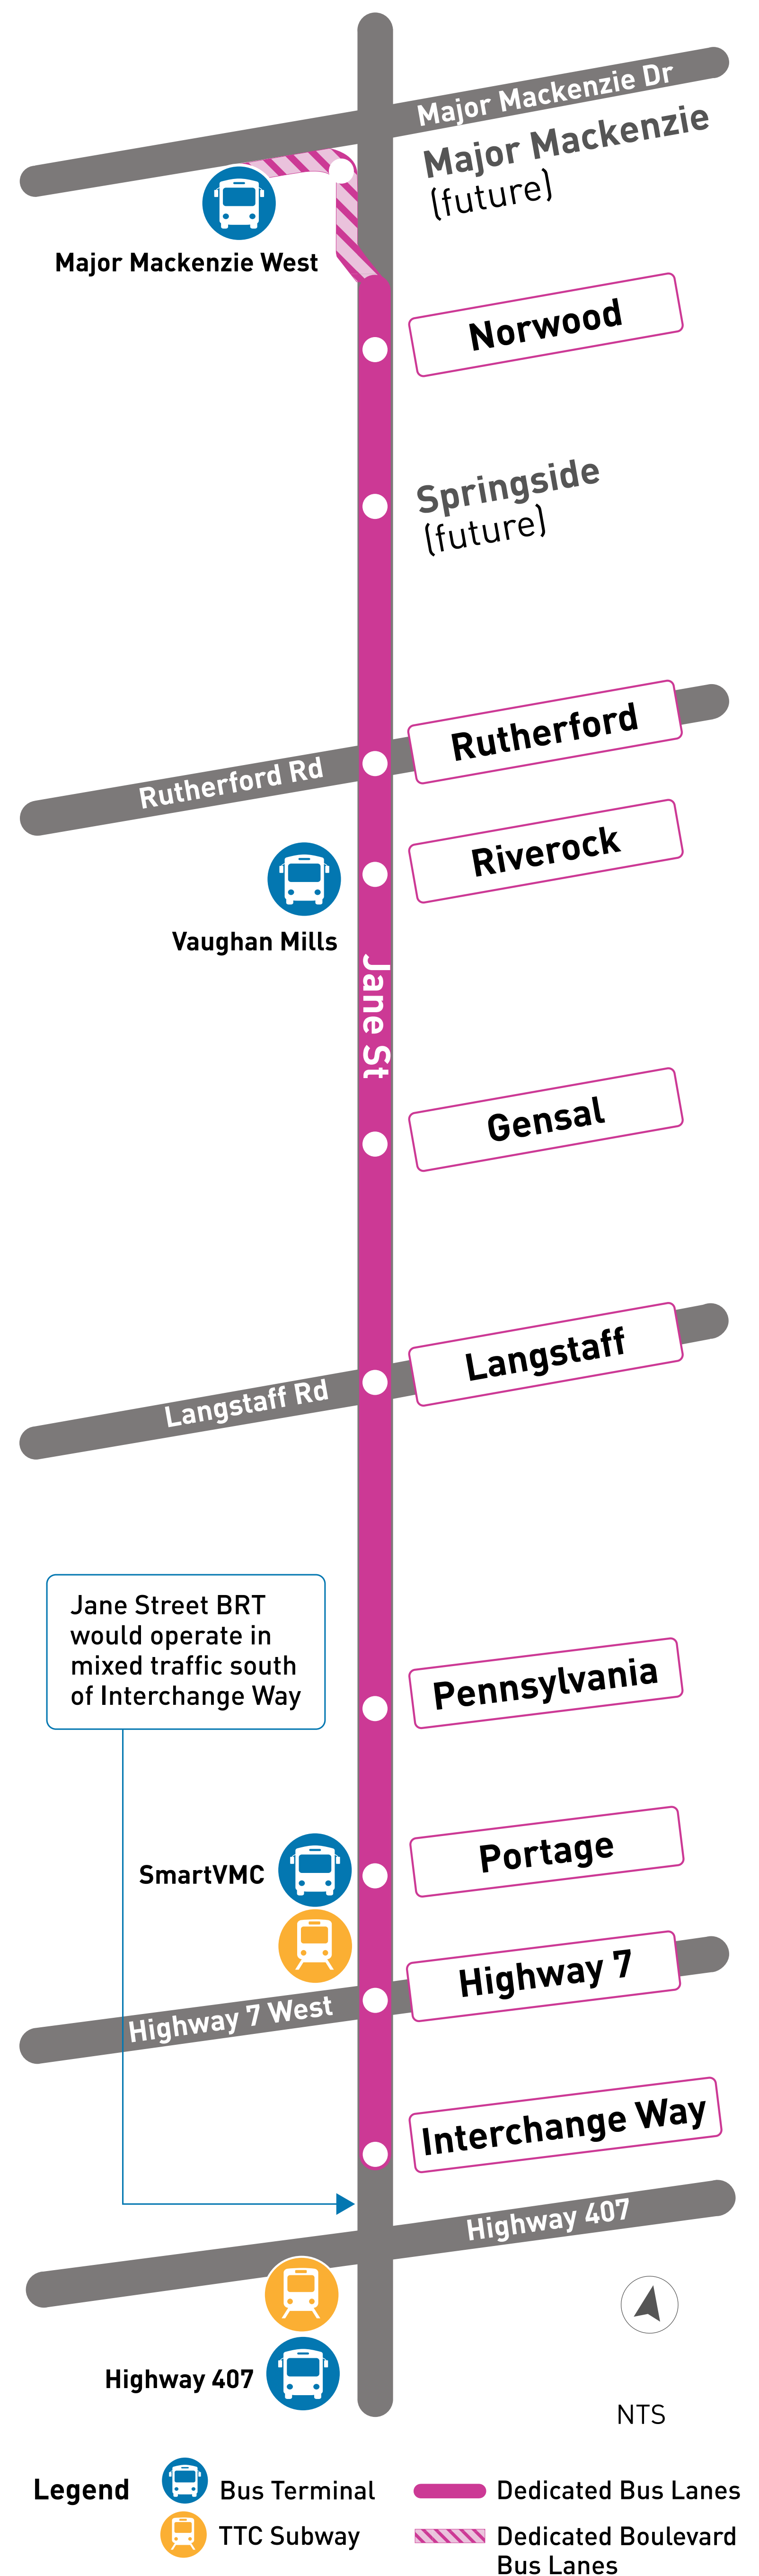 Major Mackenzie Dr
Major Mackenzie
(future)
Major Mackenzie West
Norwood
Springside
(future)
Rutherford
Rutherford Rd
Riverock
Vaughan Mills
Jane St
Gensal
Langstaff
Langstaff Rd
Jane Street BRT
would operate in
mixed traffic south
of Interchange Way
Pennsylvania
Portage
SmartVMC
Highway 7
Highway 7 West
Interchange Way
Highway 407
Highway 407
NTS
Legend
Bus Terminal
Dedicated Bus Lanes
TTC Subway
Dedicated Boulevard
Bus Lanes